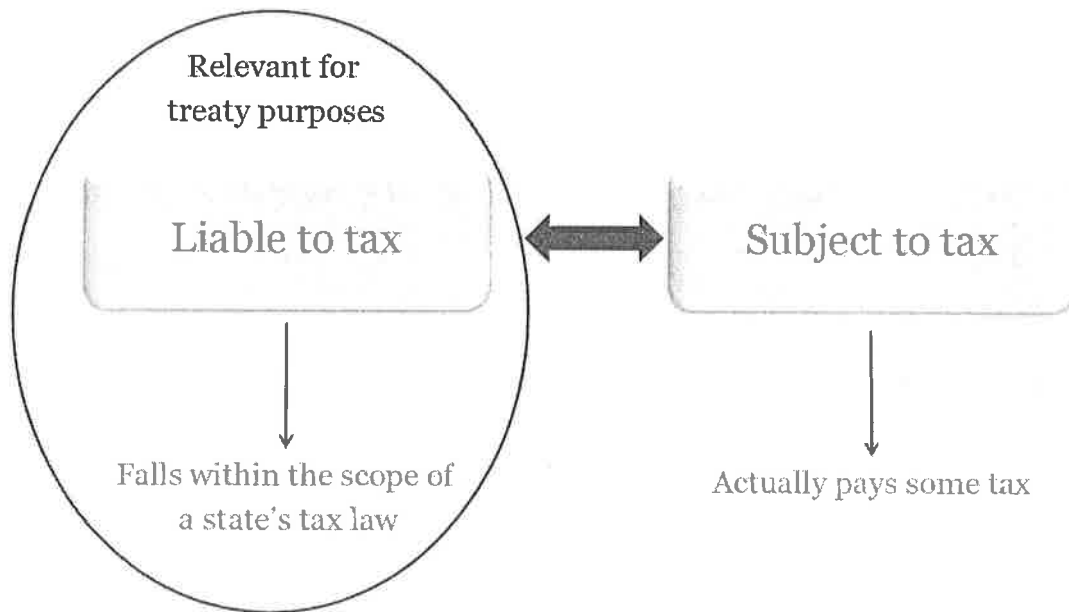 Relevant for
treaty purposes
Liable to tax
Subject to tax
Falls within the scope of
a state's tax law
Actually pays some tax